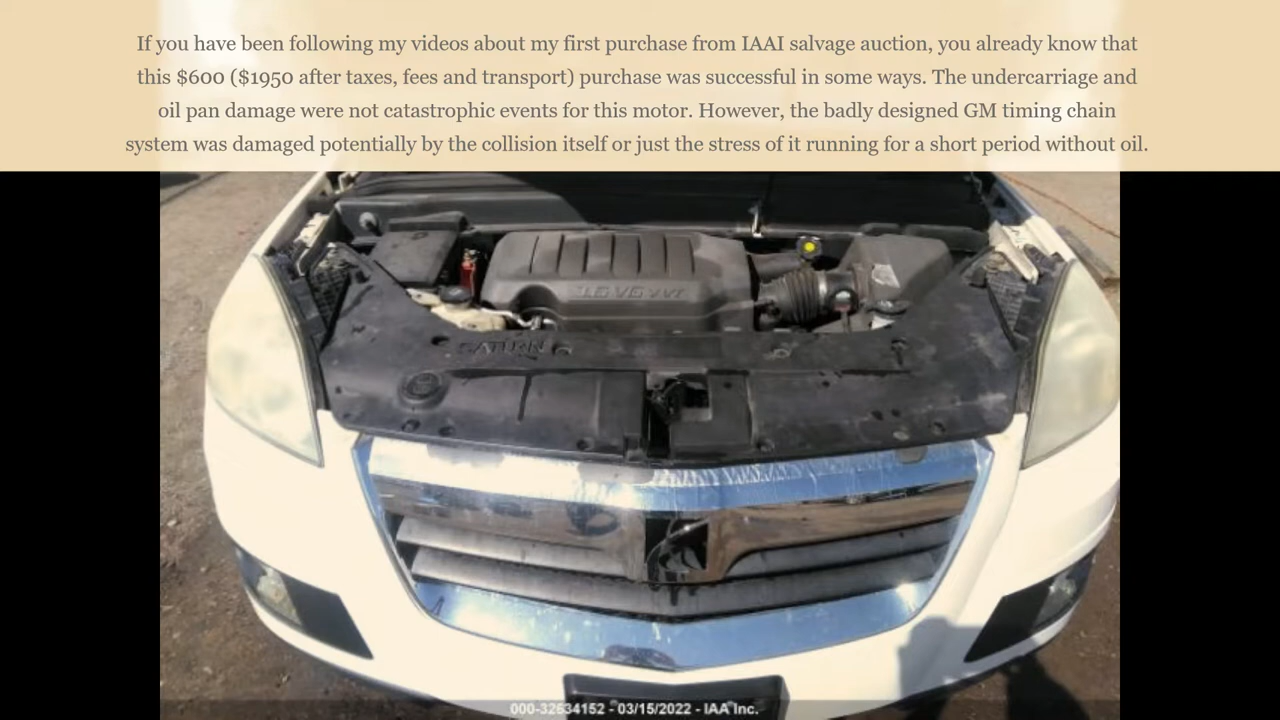 If you have been following my videos about my first purchase from IAAI salvage auction, you already know that
this $600 ($1950 after taxes, fees and transport) purchase was successful in some ways. The undercarriage and
oil pan damage were not catastrophic events for this motor. However, the badly designed GM timing chain
system was damaged potentially by the collision itself or just the stress of it running for a short period without oil.
3.6 V6 VVT
SATURN
000-32634152 - 03/15/2022 - IAA Inc.